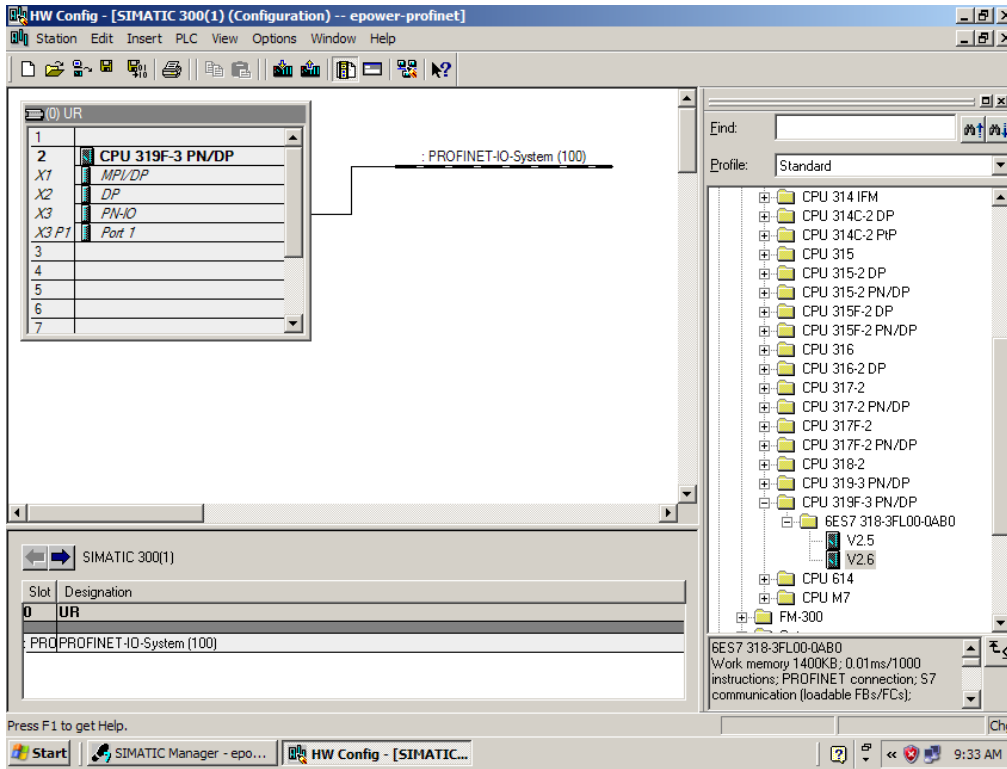 HW Config - [SIMATIC 300(1) (Configuration) -- epower-profinet]
Station Edit Insert PLC View Options Window Help
(0) UR
1
2 CPU 319F-3 PN/DP
X1 MPI/DP
X2 DP
X3 PN-IO
X3 P1 Port 1
3
4
5
6
7
: PROFINET-IO-System (100)
Find:
Profile: Standard
CPU 314 IFM
CPU 314C-2 DP
CPU 314C-2 PtP
CPU 315
CPU 315-2 DP
CPU 315-2 PN/DP
CPU 315F-2 DP
CPU 315F-2 PN/DP
CPU 316
CPU 316-2 DP
CPU 317-2
CPU 317-2 PN/DP
CPU 317F-2
CPU 317F-2 PN/DP
CPU 318-2
CPU 319-3 PN/DP
CPU 319F-3 PN/DP
6ES7 318-3FL00-0AB0
V2.5
V2.6
CPU 614
CPU M7
FM-300
6ES7 318-3FL00-0AB0
Work memory 1400KB; 0.01ms/1000
instructions; PROFINET connection; S7
communication (loadable FBs/FCs);
SIMATIC 300(1)
Slot Designation
0 UR
: PRO PROFINET-IO-System (100)
Press F1 to get Help.
Ch
Start SIMATIC Manager - epo... HW Config - [SIMATIC... 9:33 AM